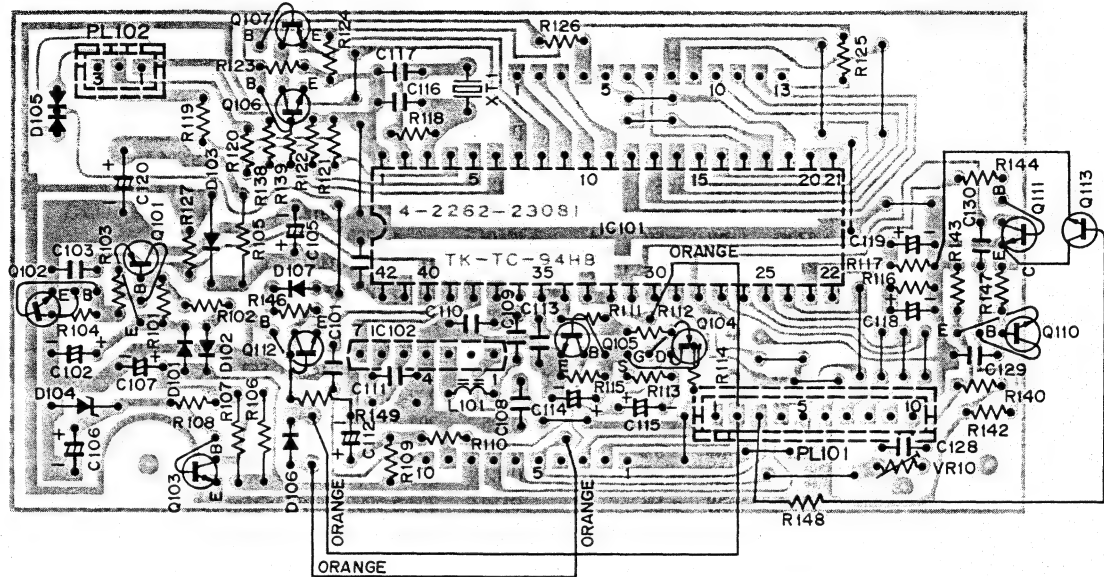 Q107
B
E
R124
R126
R125
PL102
3
1
C117
R123
B
E
C116
XT1
1
5
10
13
D105
Q106
R118
R119
R120
D103
R138
R139
R122
R121
1
5
10
15
20
21
R144
B
Q111
Q113
C120
Q101
R127
R105
C105
4-2262-23081
IC101
C130
C103
R103
C119
R143
E
C
ORANGE
TK-TC-94HB
R117
Q102
E
B
B
D107
42
40
35
30
25
22
R116
R147
R104
E
R101
R102
R146
B
E
C101
C110
C109
C113
R111
R112
Q104
C118
E
B
Q110
C102
C107
D101
D102
Q112
7
IC102
4
1
Q105
E
B
G
D
S
R114
C129
D104
R107
R106
C111
L101
C108
R115
R113
R140
R108
R149
C114
C115
5
10
R142
C106
B
C112
R109
10
R110
5
1
PL101
C128
VR10
Q103
E
D106
ORANGE
ORANGE
R148
ORANGE